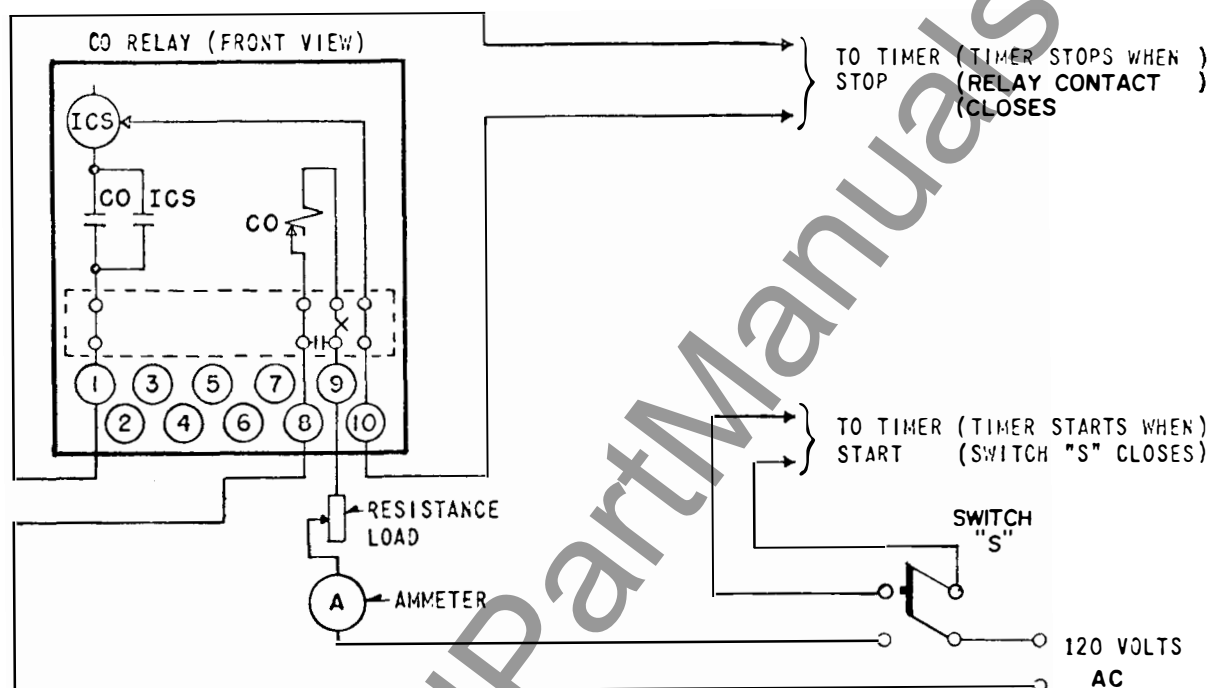 CO RELAY (FRONT VIEW)
ICS
CO ICS
CO
1 3 5 7 9
2 4 6 8 10
TO TIMER (TIMER STOPS WHEN )
STOP (RELAY CONTACT )
(CLOSES
TO TIMER (TIMER STARTS WHEN)
START (SWITCH "S" CLOSES)
RESISTANCE
LOAD
A
AMMETER
SWITCH
"S"
120 VOLTS
AC
PartManuals